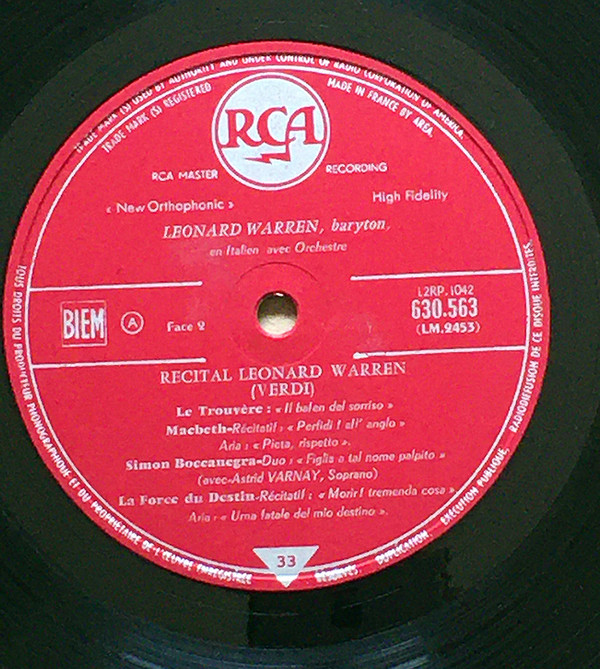 TRADE MARK (S) USED BY AUTHORITY AND UNDER CONTROL OF RADIO CORPORATION OF AMERICA.
TRADE MARK (S) REGISTERED
MADE IN FRANCE BY AREA.
RCA
RCA MASTER RECORDING
« New Orthophonic » High Fidelity
LEONARD WARREN, baryton,
en Italien avec Orchestre
BIEM A Face 2
L2RP.1042
630.563
(LM.2453)
RECITAL LEONARD WARREN
(VERDI)
Le Trouvère : « Il balen del sorriso »
Macbeth-Récitatif : « Perfidi ! all' anglo »
Aria : « Pieta, rispetto ».
Simon Boccanegra-Duo : « Figlia a tal nome palpito »
(avec Astrid VARNAY, Soprano)
La Force du Destin-Récitatif : « Morir ! tremenda cosa »
Aria : « Urna fatale del mio destino ».
33
TOUS DROITS DU PRODUCTEUR PHONOGRAPHIQUE ET DU PROPRIÉTAIRE DE L'ŒUVRE ENREGISTRÉE RÉSERVÉS. DUPLICATION. EXÉCUTION PUBLIQUE, RADIODIFFUSION DE CE DISQUE INTERDITES.